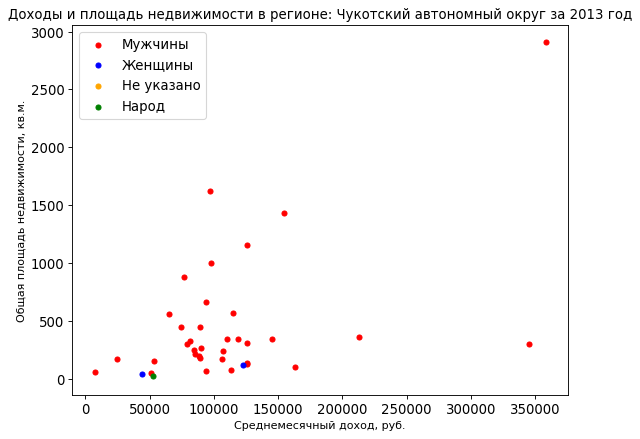 Доходы и площадь недвижимости в регионе: Чукотский автономный округ за 2013 год
Мужчины
Женщины
Не указано
Народ
Общая площадь недвижимости, кв.м.
3000
2500
2000
1500
1000
500
0
0 50000 100000 150000 200000 250000 300000 350000
Среднемесячный доход, руб.